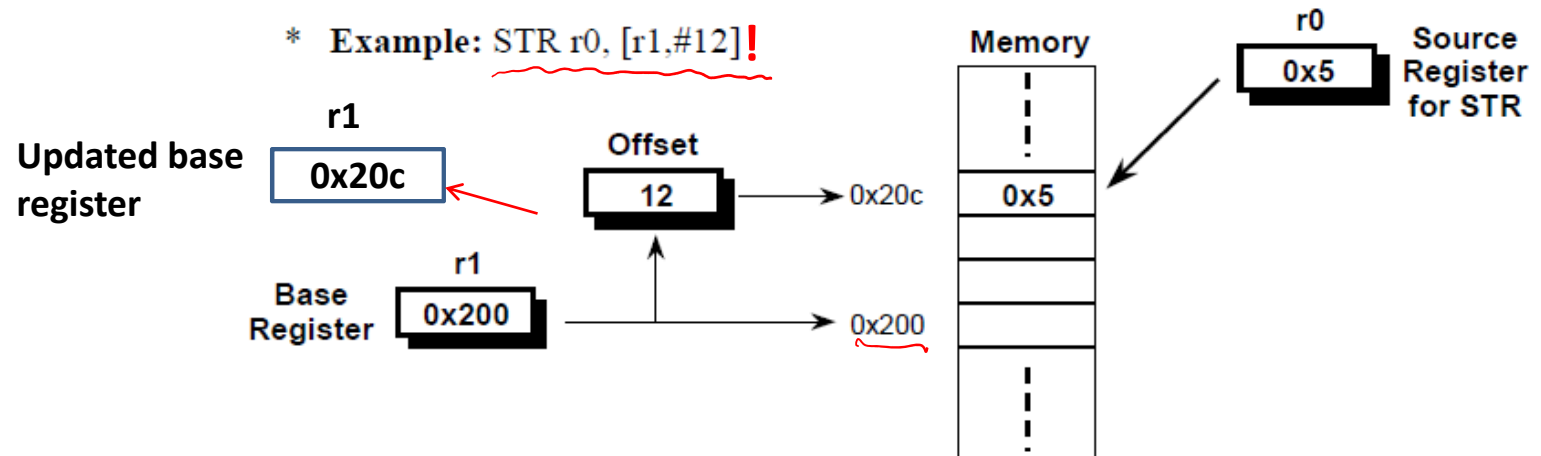 * Example: STR r0, [r1,#12]!
r0
Source
Register
for STR
0x5
Memory
r1
Updated base
register
0x20c
Offset
12
0x20c
0x5
r1
Base
Register
0x200
0x200